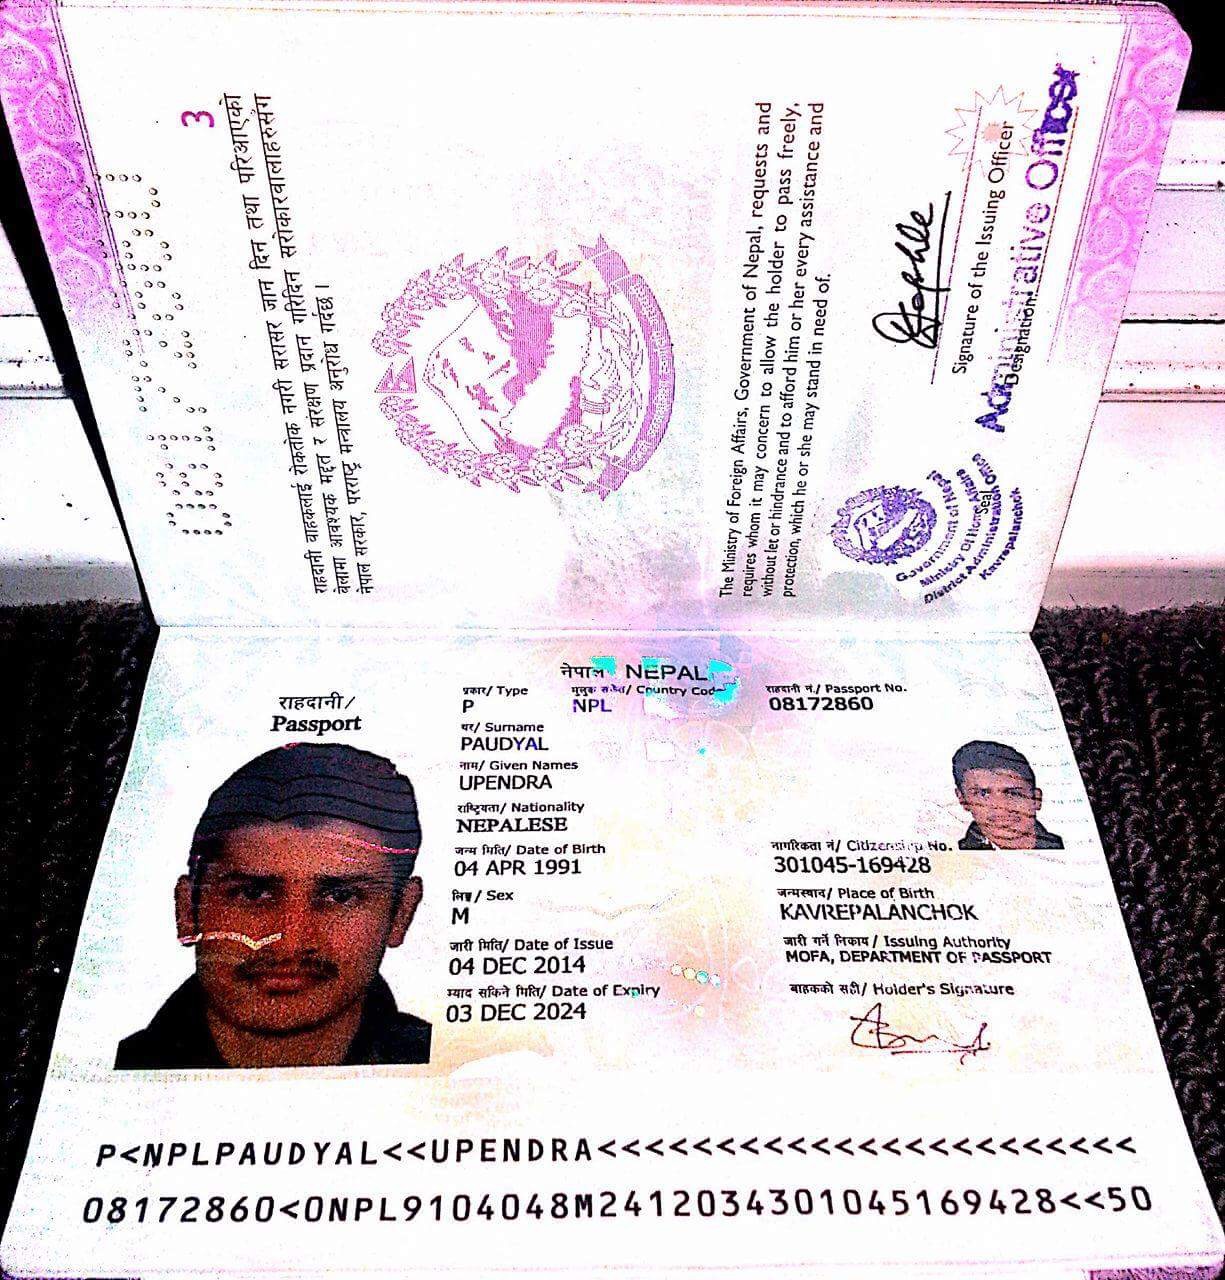 3
राहदानी वाहकलाई रोकतोक नगरी सरासर जान दिन तथा परिआएको
बेलामा आवश्यक मद्दत र संरक्षण प्रदान गरिदिन सरोकारवालाहरुसंग
नेपाल सरकार, परराष्ट्र मन्त्रालय अनुरोध गर्दछ ।
The Ministry of Foreign Affairs, Government of Nepal, requests and
requires whom it may concern to allow the holder to pass freely,
without let or hindrance and to afford him or her every assistance and
protection, which he or she may stand in need of.
Signature of the Issuing Officer
Administrative Officer
Designation
Seal
Government of Nepal
Ministry Of Home Affairs
District Administration Office
Kavrepalanchok
नेपाल NEPAL
राहदानी/
Passport
प्रकार/ Type
P
मुलुक / Country Code
NPL
राहदानी नं./ Passport No.
08172860
थर/ Surname
PAUDYAL
नाम/ Given Names
UPENDRA
राष्ट्रियता/ Nationality
NEPALESE
जन्म मिति/ Date of Birth
04 APR 1991
नागरिकता नं/ Citizenship No.
301045-169428
लिङ्ग/ Sex
M
जन्मस्थान/ Place of Birth
KAVREPALANCHOK
जारी मिति/ Date of Issue
04 DEC 2014
जारी गर्ने निकाय/ Issuing Authority
MOFA, DEPARTMENT OF PASSPORT
म्याद सकिने मिति/ Date of Expiry
03 DEC 2024
वाहकको सही/ Holder's Signature
P<NPLPAUDYAL<<UPENDRA<<<<<<<<<<<<<<<<<<<<<<<
08172860<0NPL9104048M24120343010451​69428<<50